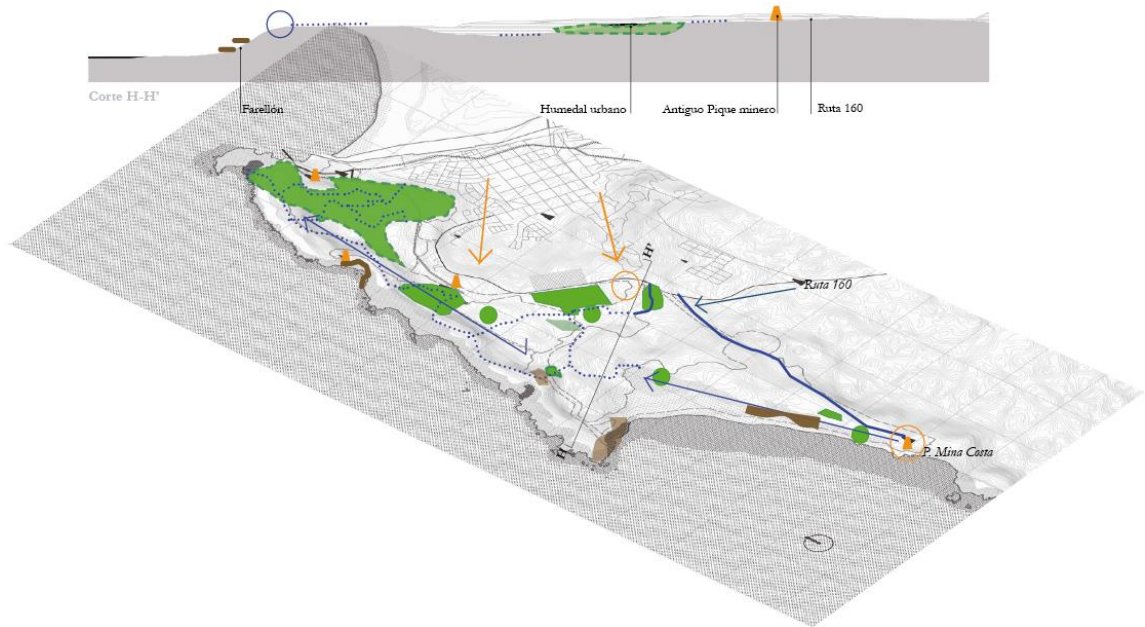 Corte H-H'
Farellón
Humedal urbano
Antiguo Pique minero
Ruta 160
H'
Ruta 160
P. Mina Costa
H